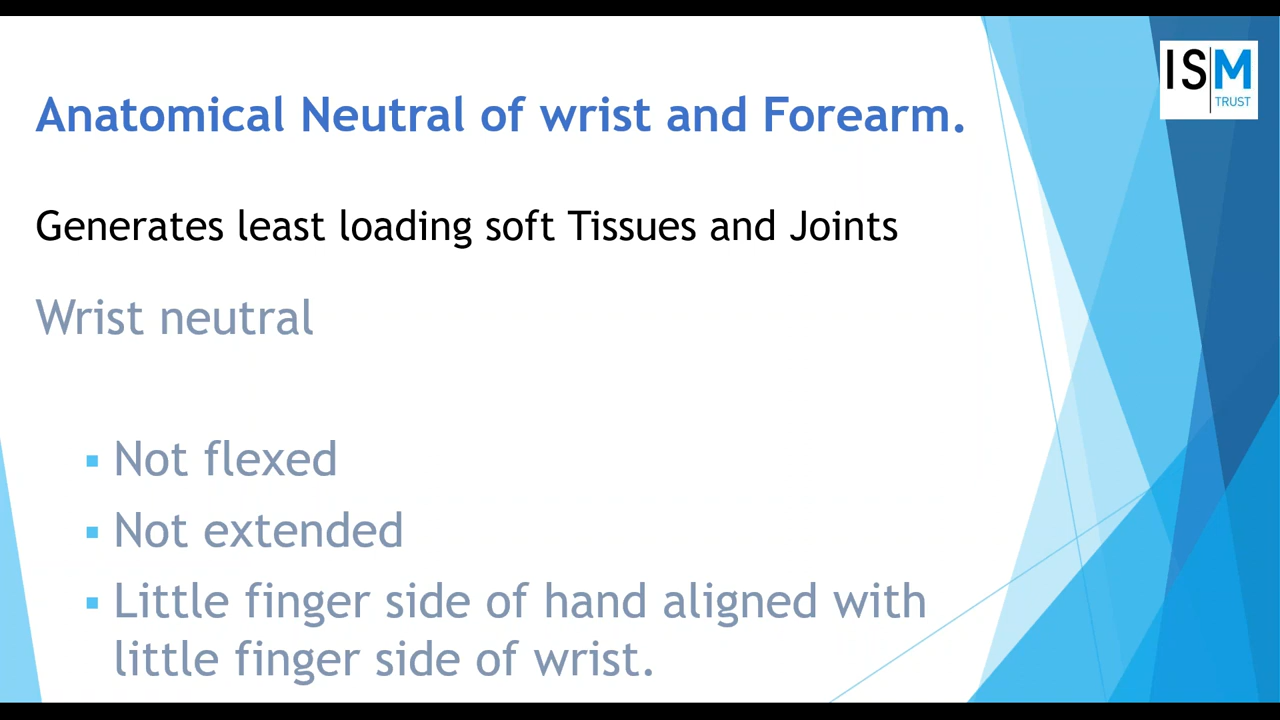 ISM
TRUST
Anatomical Neutral of wrist and Forearm.
Generates least loading soft Tissues and Joints
Wrist neutral
▪ Not flexed
▪ Not extended
▪ Little finger side of hand aligned with
little finger side of wrist.